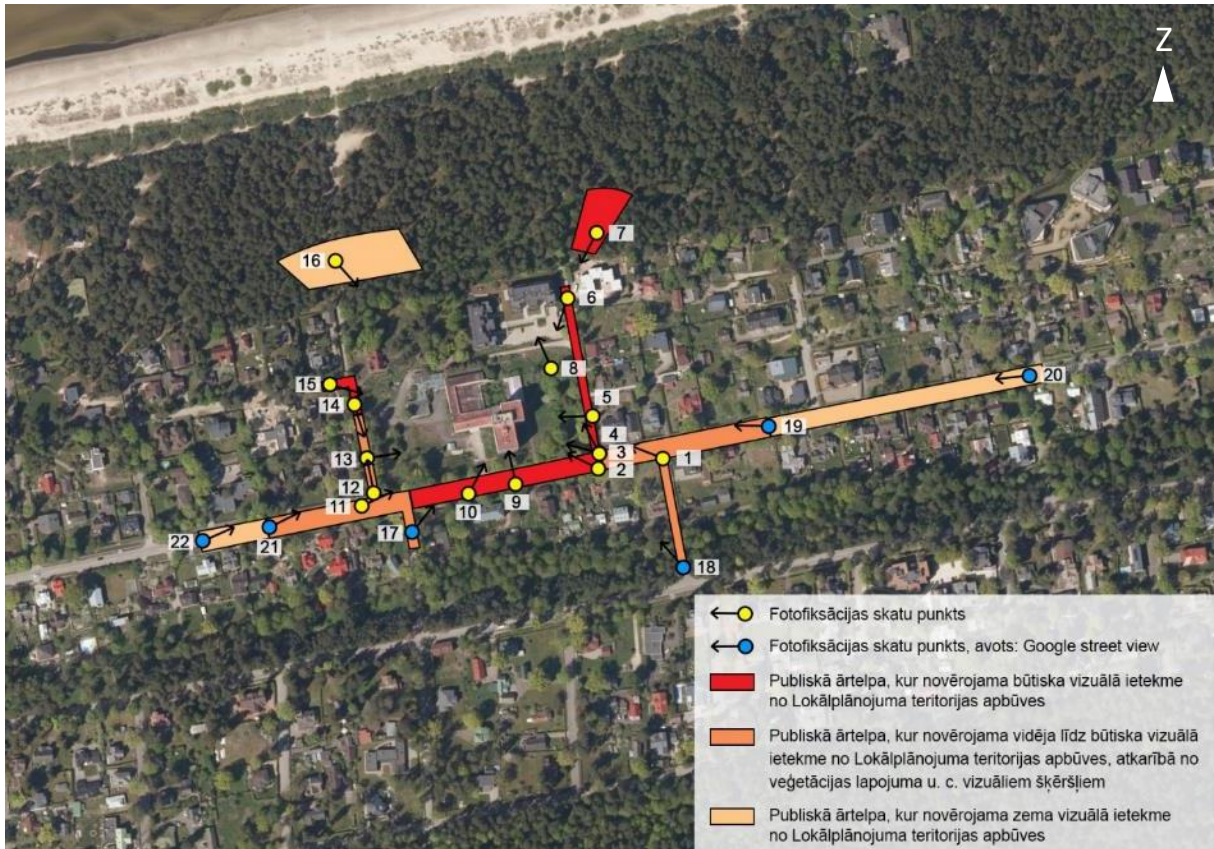 Z
7
16
6
8
15
14
5
4
3
2
1
13
12
11
10
9
19
20
17
18
21
22
Fotofiksācijas skatu punkts
Fotofiksācijas skatu punkts, avots: Google street view
Publiskā ārtelpa, kur novērojama būtiska vizuālā ietekme
no Lokālplānojuma teritorijas apbūves
Publiskā ārtelpa, kur novērojama vidēja līdz būtiska vizuālā
ietekme no Lokālplānojuma teritorijas apbūves, atkarībā no
veģetācijas lapojuma u. c. vizuāliem šķēršļiem
Publiskā ārtelpa, kur novērojama zema vizuālā ietekme
no Lokālplānojuma teritorijas apbūves